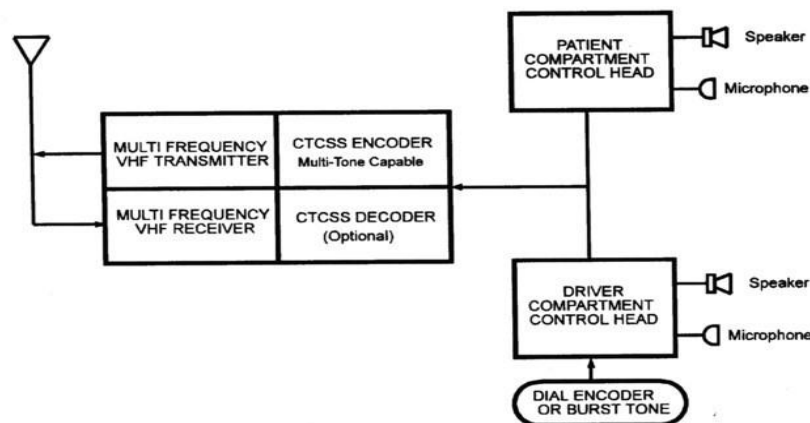 PATIENT
COMPARTMENT
CONTROL HEAD
Speaker
Microphone
MULTI FREQUENCY
VHF TRANSMITTER
CTCSS ENCODER
Multi-Tone Capable
MULTI FREQUENCY
VHF RECEIVER
CTCSS DECODER
(Optional)
DRIVER
COMPARTMENT
CONTROL HEAD
Speaker
Microphone
DIAL ENCODER
OR BURST TONE